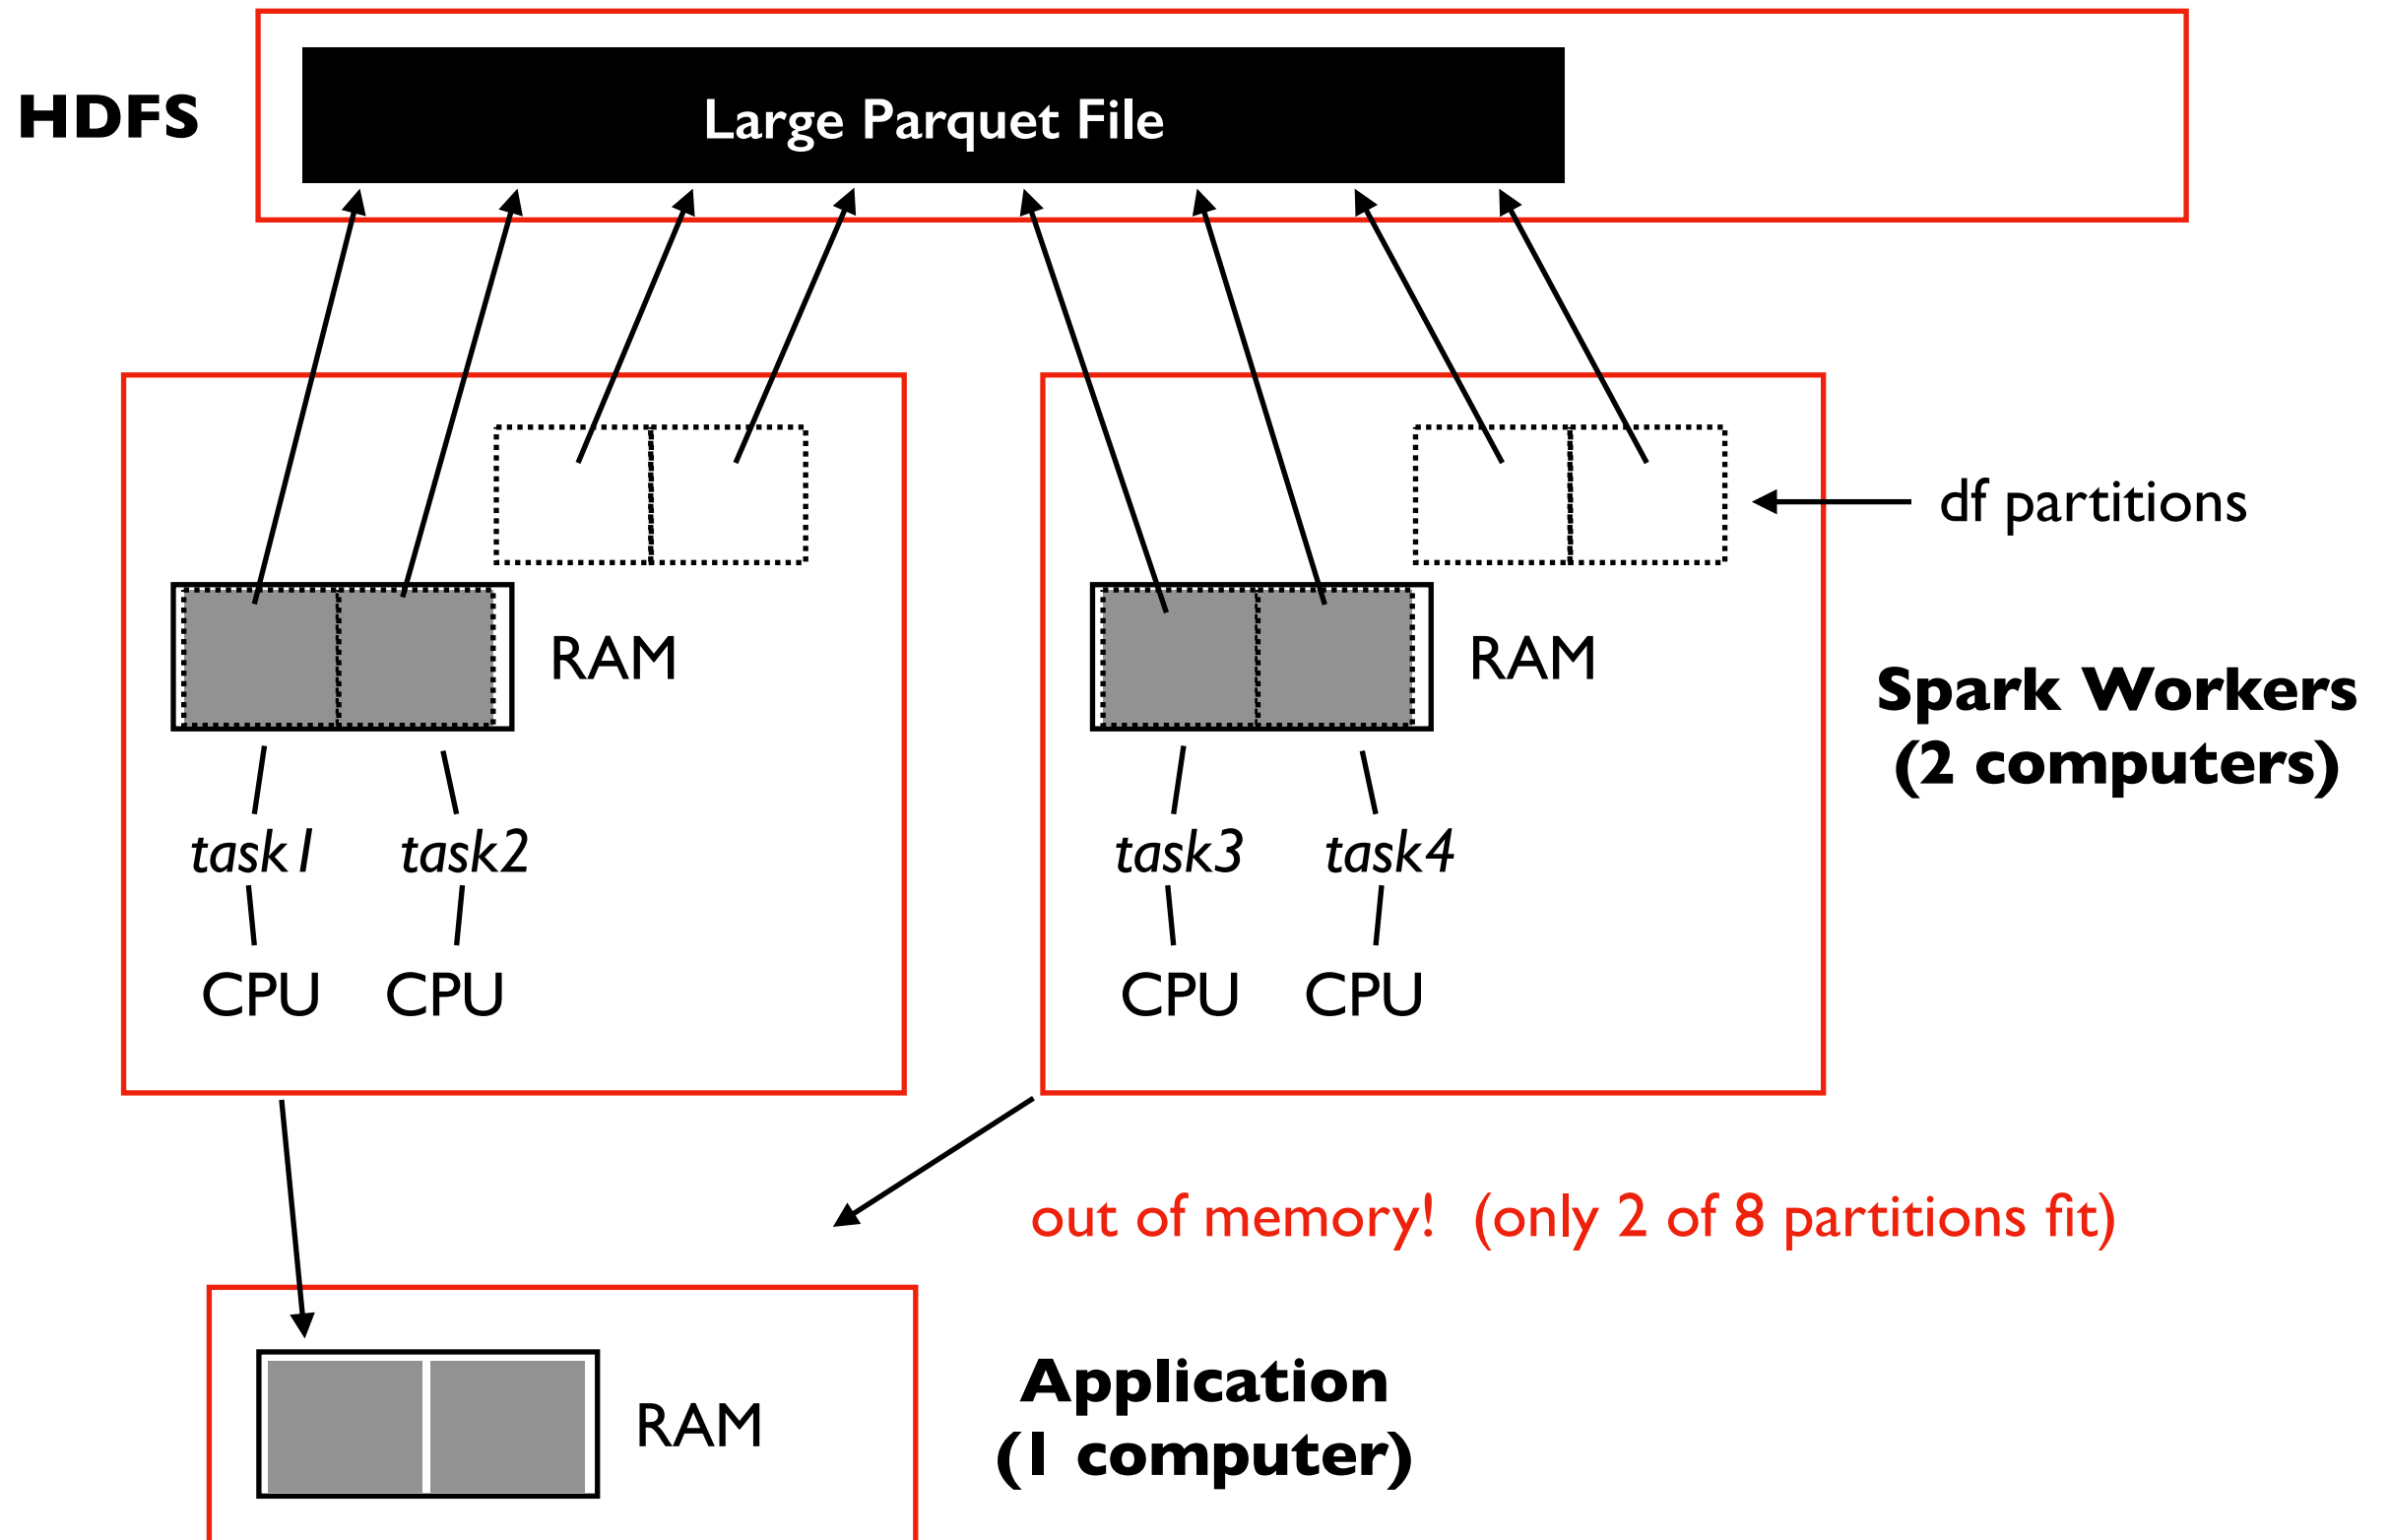 HDFS
Large Parquet File
df partitions
RAM
RAM
Spark Workers
(2 computers)
task1
task2
task3
task4
CPU
CPU
CPU
CPU
out of memory! (only 2 of 8 partitions fit)
RAM
Application
(1 computer)